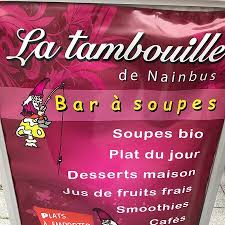 La tambouille
de Nainbus
Bar à soupes
Soupes bio
Plat du jour
Desserts maison
Jus de fruits frais
Smoothies
Cafés
PLATS
À EMPORTER